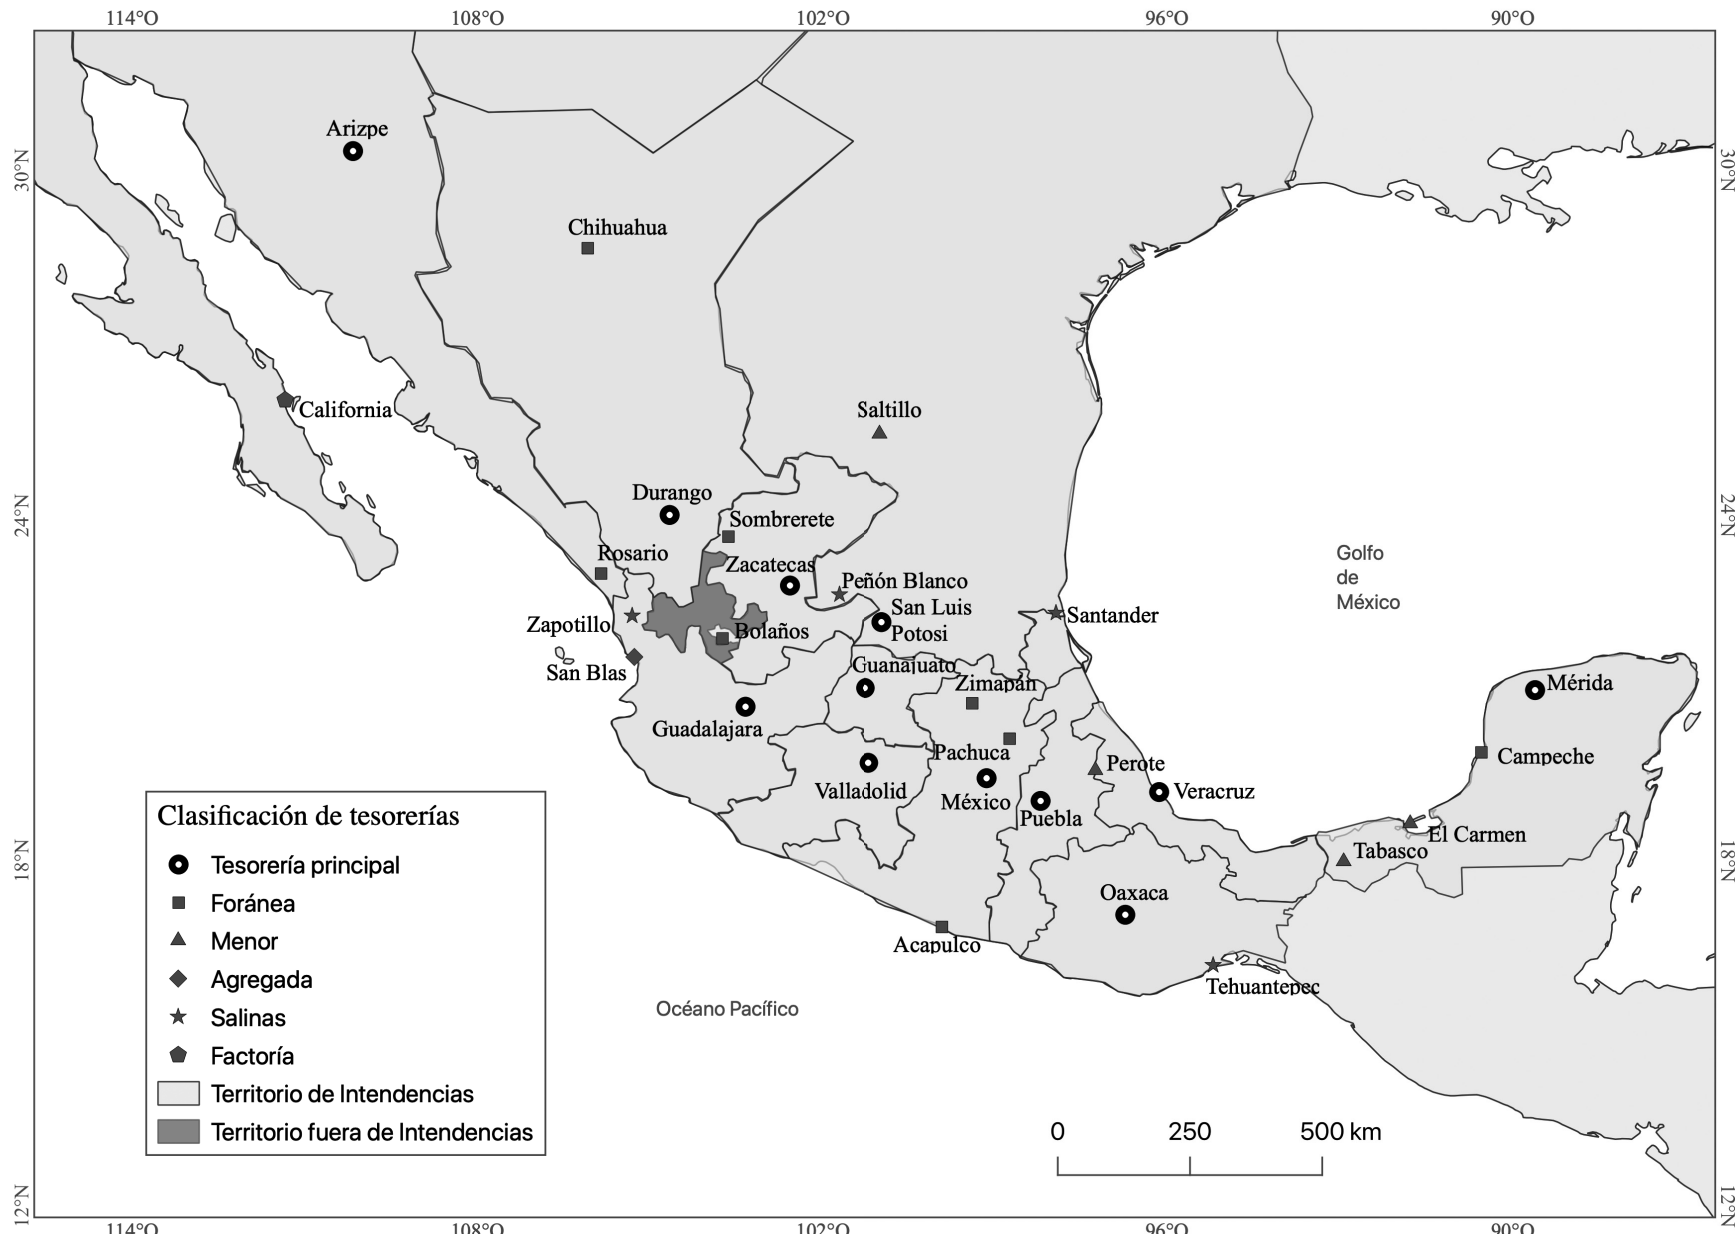 114°O 108°O 102°O 96°O 90°O
30°N
30°N
Arizpe
Chihuahua
California
Saltillo
Durango
24°N
24°N
Sombrerete
Rosario
Zacatecas
Golfo
de
México
Peñón Blanco
San Luis
Potosi
Santander
Zapotillo
Bolaños
San Blas
Guanajuato
Zimapán
Mérida
Guadalajara
Pachuca
Campeche
Perote
Valladolid
México
Veracruz
Puebla
El Carmen
Tabasco
18°N
18°N
Oaxaca
Acapulco
Tehuantepec
Océano Pacífico
Clasificación de tesorerías
Tesorería principal
Foránea
Menor
Agregada
Salinas
Factoría
Territorio de Intendencias
Territorio fuera de Intendencias
0 250 500 km
12°N
12°N
114°O 108°O 102°O 96°O 90°O